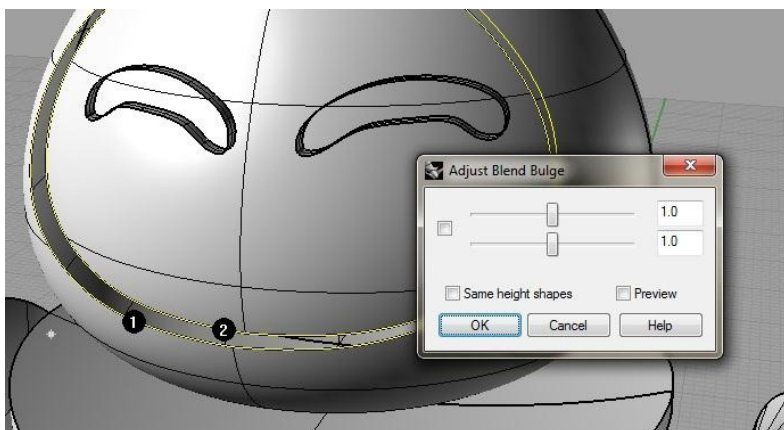 Adjust Blend Bulge
1.0
1.0
Same height shapes Preview
OK Cancel Help
1 2